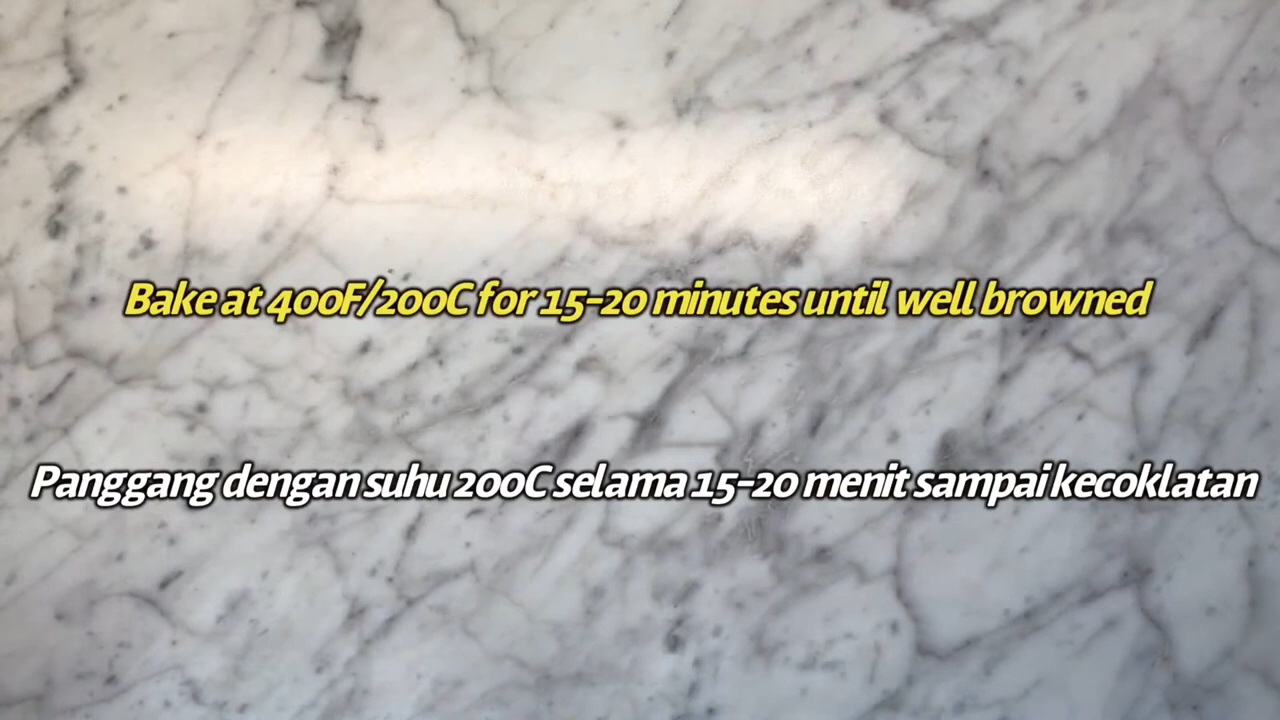 Bake at 400F/200C for 15-20 minutes until well browned
Panggang dengan suhu 200C selama 15-20 menit sampai kecoklatan